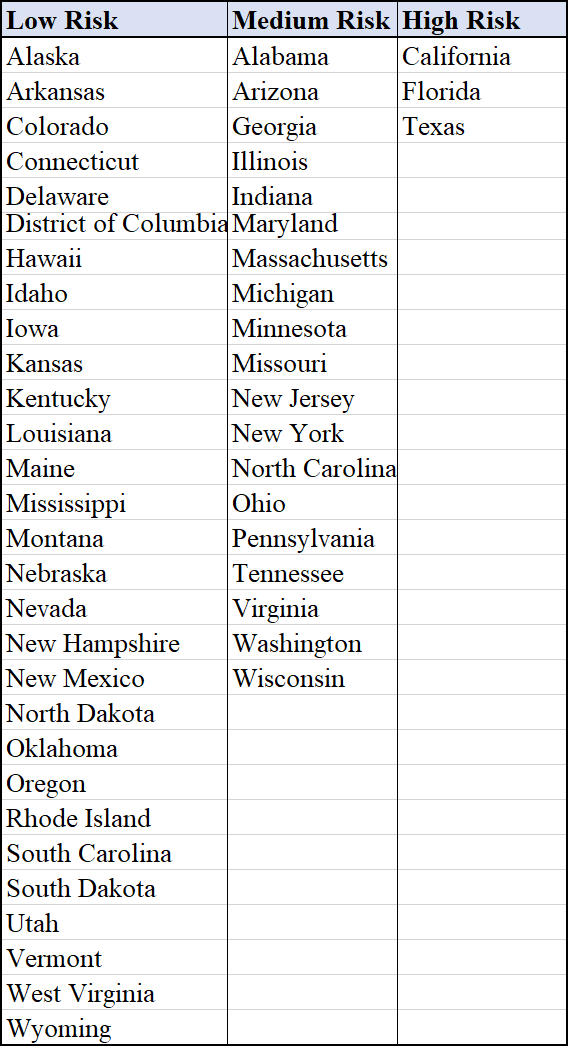 Low Risk Medium Risk High Risk
Alaska Alabama California
Arkansas Arizona Florida
Colorado Georgia Texas
Connecticut Illinois
Delaware Indiana
District of Columbia Maryland
Hawaii Massachusetts
Idaho Michigan
Iowa Minnesota
Kansas Missouri
Kentucky New Jersey
Louisiana New York
Maine North Carolina
Mississippi Ohio
Montana Pennsylvania
Nebraska Tennessee
Nevada Virginia
New Hampshire Washington
New Mexico Wisconsin
North Dakota
Oklahoma
Oregon
Rhode Island
South Carolina
South Dakota
Utah
Vermont
West Virginia
Wyoming